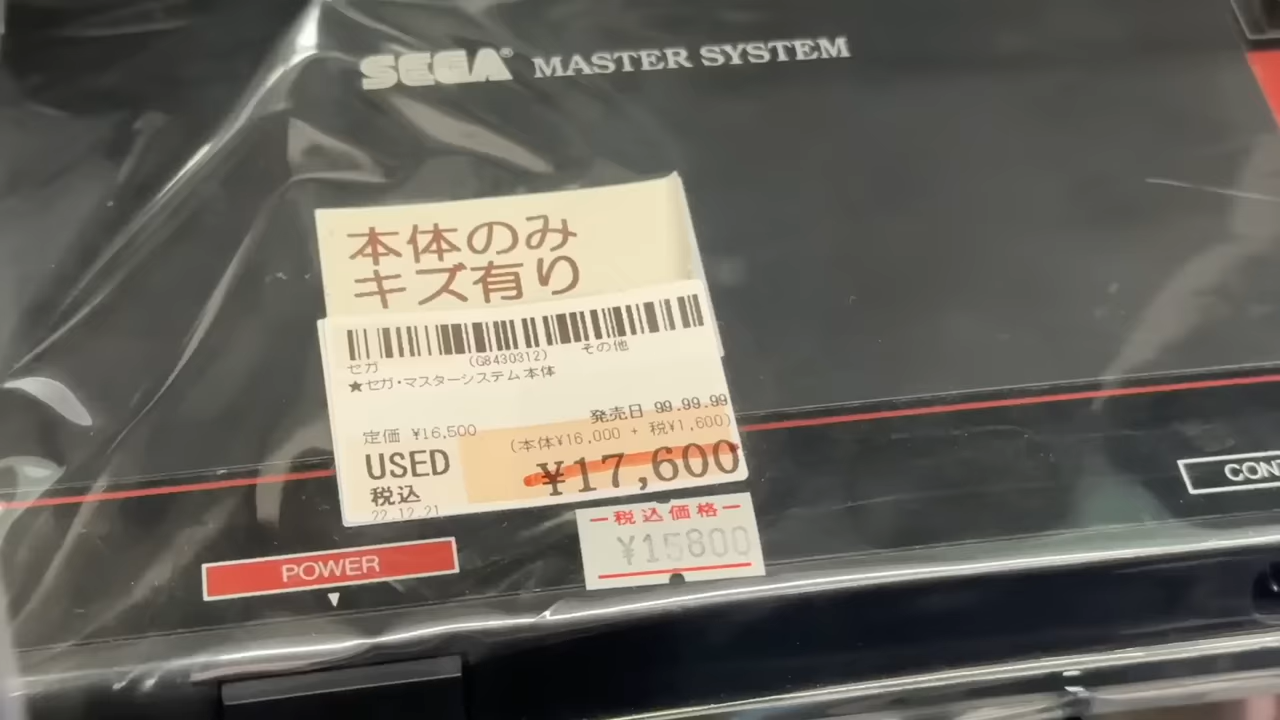 SEGA® MASTER SYSTEM
本体のみ
キズ有り
セガ (G8430312) その他
★セガ・マスターシステム本体
発売日 99.99.99
定価 ¥16,500 (本体¥16,000 + 税¥1,600)
USED ¥17,600
税込
22.12.21
税込価格
¥15800
POWER
CON